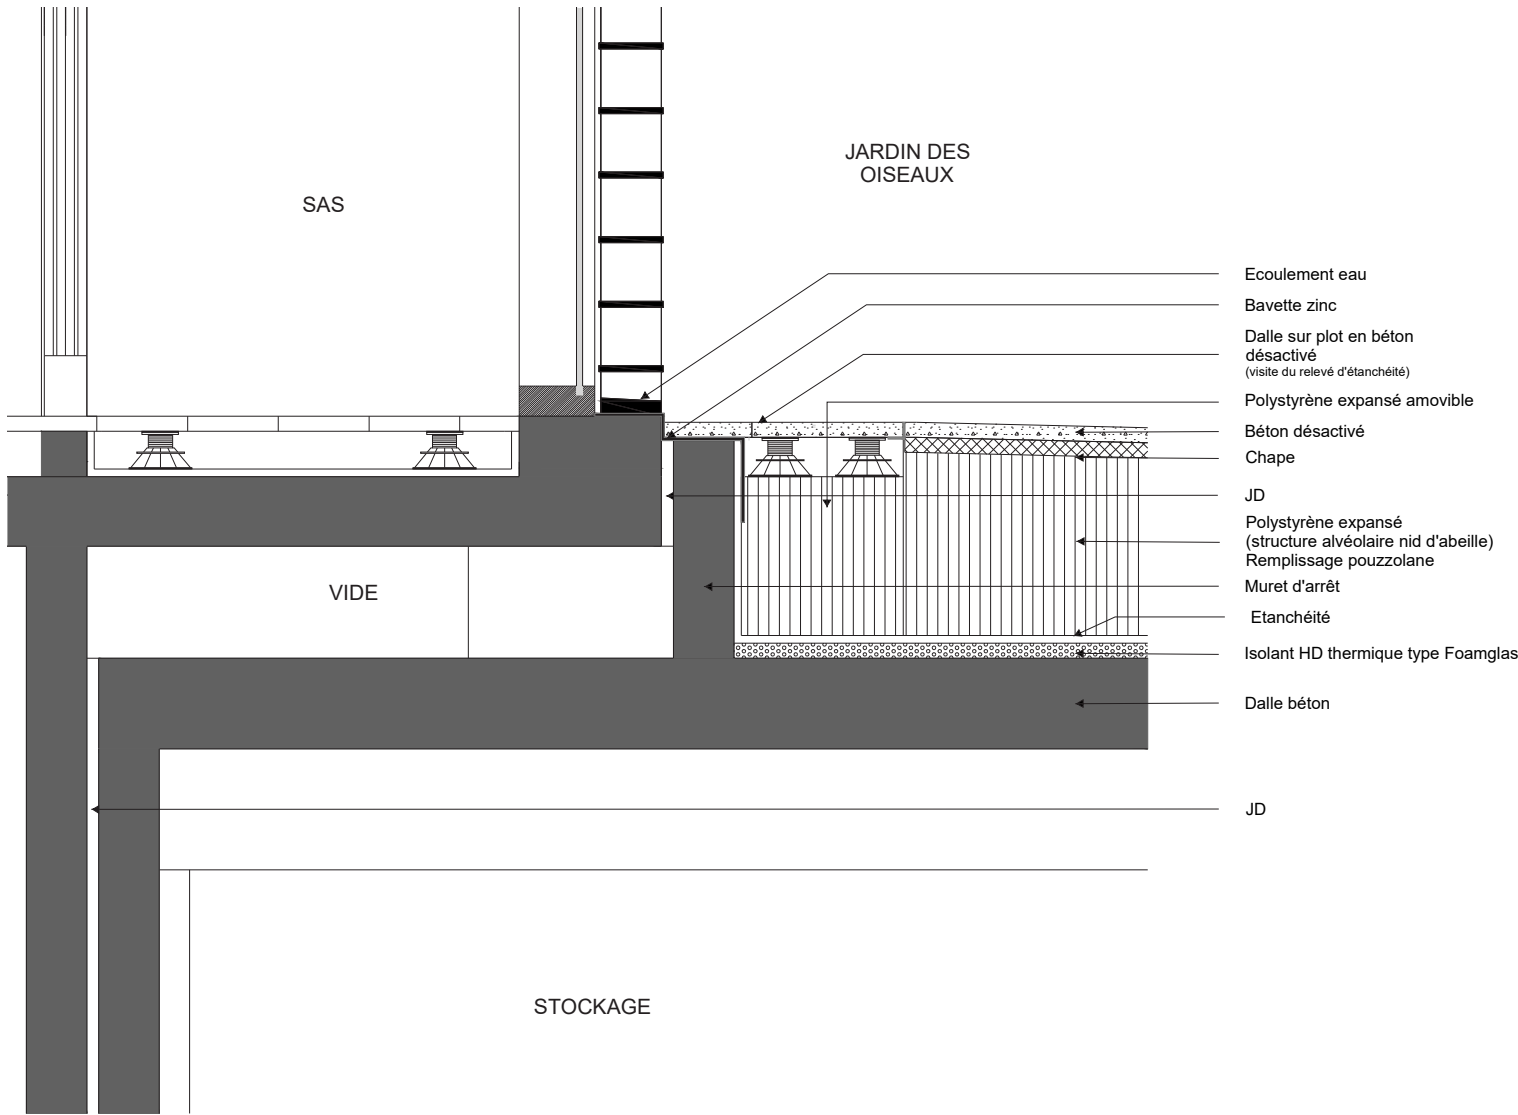 JARDIN DES
OISEAUX
SAS
Ecoulement eau
Bavette zinc
Dalle sur plot en béton
désactivé
(visite du relevé d'étanchéité)
Polystyrène expansé amovible
Béton désactivé
Chape
JD
Polystyrène expansé
(structure alvéolaire nid d'abeille)
Remplissage pouzzolane
Muret d'arrêt
VIDE
Etanchéité
Isolant HD thermique type Foamglas
Dalle béton
JD
STOCKAGE